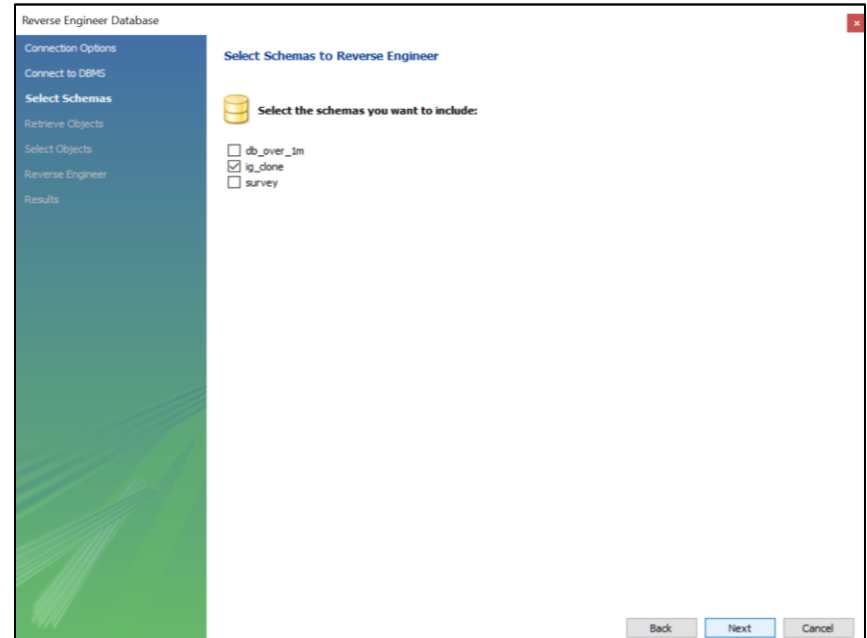 Reverse Engineer Database
Connection Options
Connect to DBMS
Select Schemas
Retrieve Objects
Select Objects
Reverse Engineer
Results
Select Schemas to Reverse Engineer
Select the schemas you want to include:
db_over_1m
ig_clone
survey
Back Next Cancel